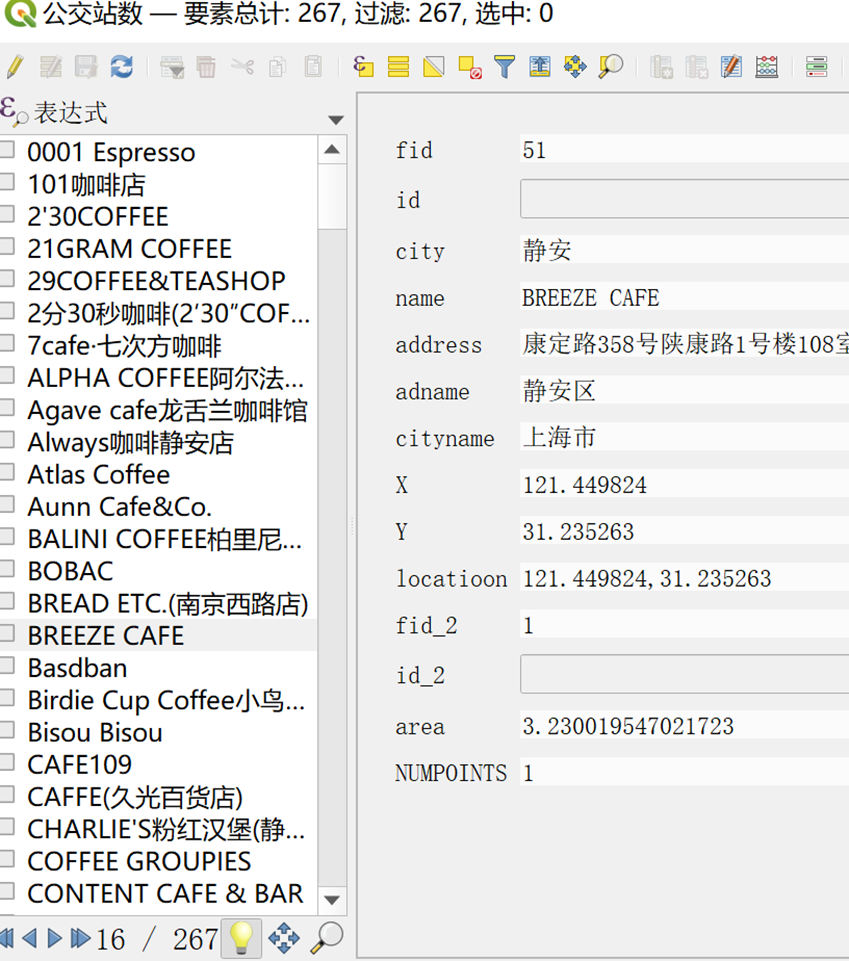 公交站数 — 要素总计: 267, 过滤: 267, 选中: 0
表达式
0001 Espresso
101咖啡店
2'30COFFEE
21GRAM COFFEE
29COFFEE&TEASHOP
2分30秒咖啡(2’30”COF...
7cafe·七次方咖啡
ALPHA COFFEE阿尔法...
Agave cafe龙舌兰咖啡馆
Always咖啡静安店
Atlas Coffee
Aunn Cafe&Co.
BALINI COFFEE柏里尼...
BOBAC
BREAD ETC.(南京西路店)
BREEZE CAFE
Basdban
Birdie Cup Coffee小鸟...
Bisou Bisou
CAFE109
CAFFE(久光百货店)
CHARLIE'S粉红汉堡(静...
COFFEE GROUPIES
CONTENT CAFE & BAR
16 / 267
fid 51
id
city 静安
name BREEZE CAFE
address 康定路358号陕康路1号楼108室
adname 静安区
cityname 上海市
X 121.449824
Y 31.235263
locatioon 121.449824,31.235263
fid_2 1
id_2
area 3.230019547021723
NUMPOINTS 1